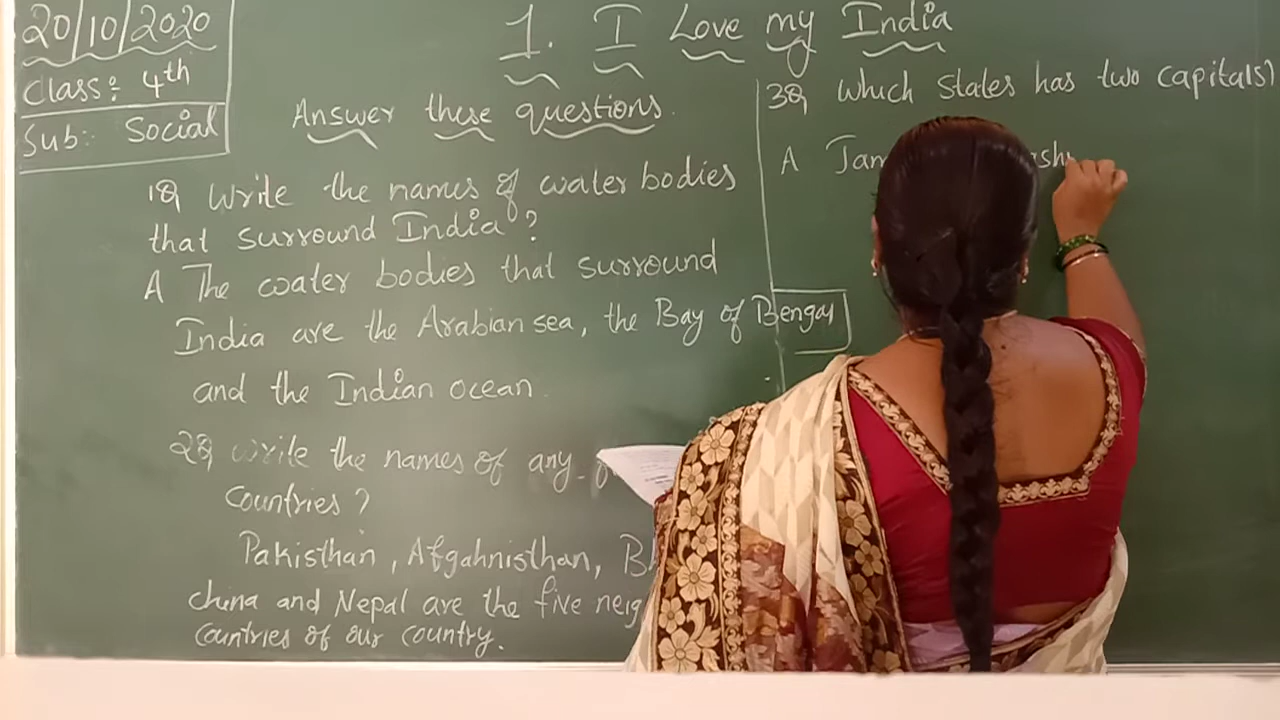 20/10/2020
Class: 4th
Sub: Social
1. I Love my India
Answer these questions.
1Q Write the names of water bodies
that surround India?
A The water bodies that surround
India are the Arabian sea, the Bay of Bengal
and the Indian ocean.
2Q write the names of any
countries?
Pakisthan, Afgahnisthan,
China and Nepal are the five
countries of our country.
3Q Which states has two capitals?
A